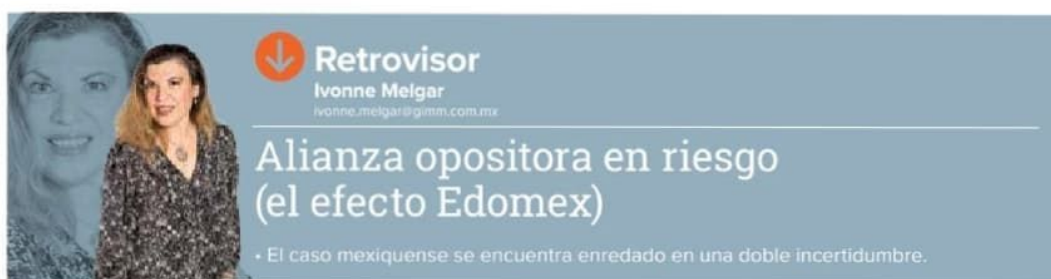 Retrovisor
Ivonne Melgar
ivonne.melgar@gimm.com.mx
Alianza opositora en riesgo
(el efecto Edomex)
• El caso mexiquense se encuentra enredado en una doble incertidumbre.